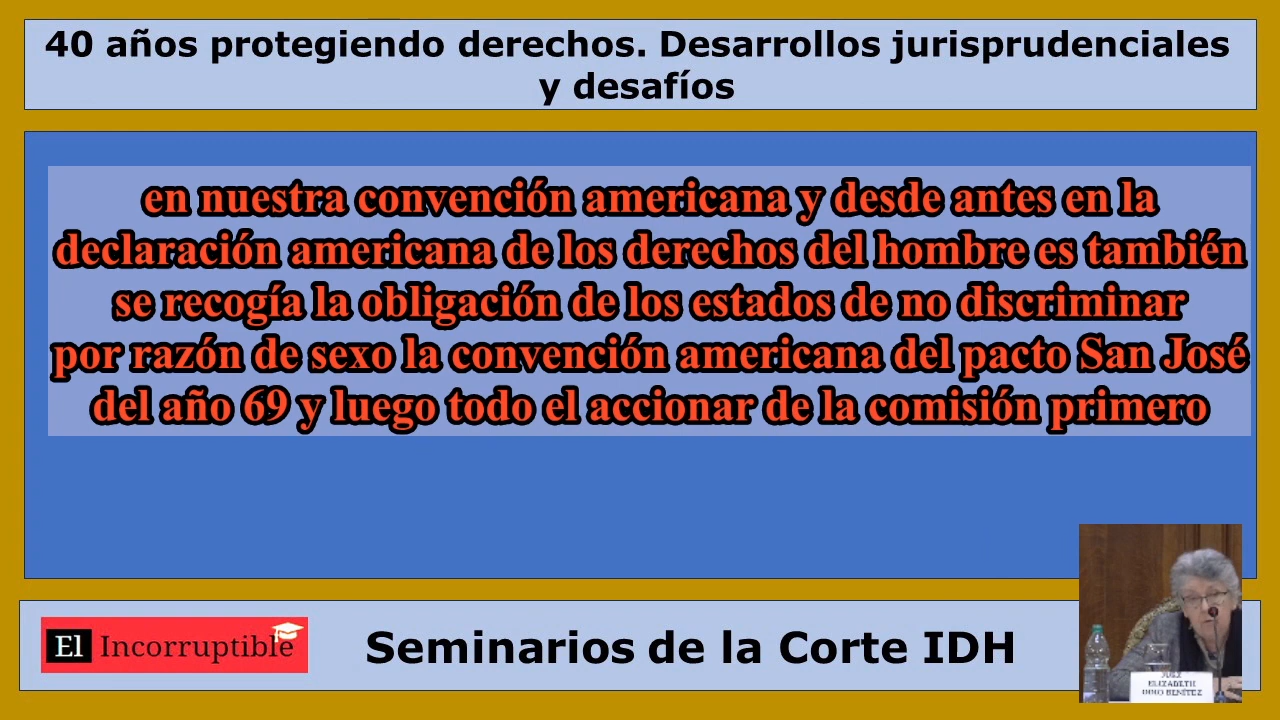 40 años protegiendo derechos. Desarrollos jurisprudenciales
y desafíos
en nuestra convención americana y desde antes en la
declaración americana de los derechos del hombre es también
se recogía la obligación de los estados de no discriminar
por razón de sexo la convención americana del pacto San José
del año 69 y luego todo el accionar de la comisión primero
El Incorruptible
Seminarios de la Corte IDH
ELIZABETH
ODIO BENÍTEZ